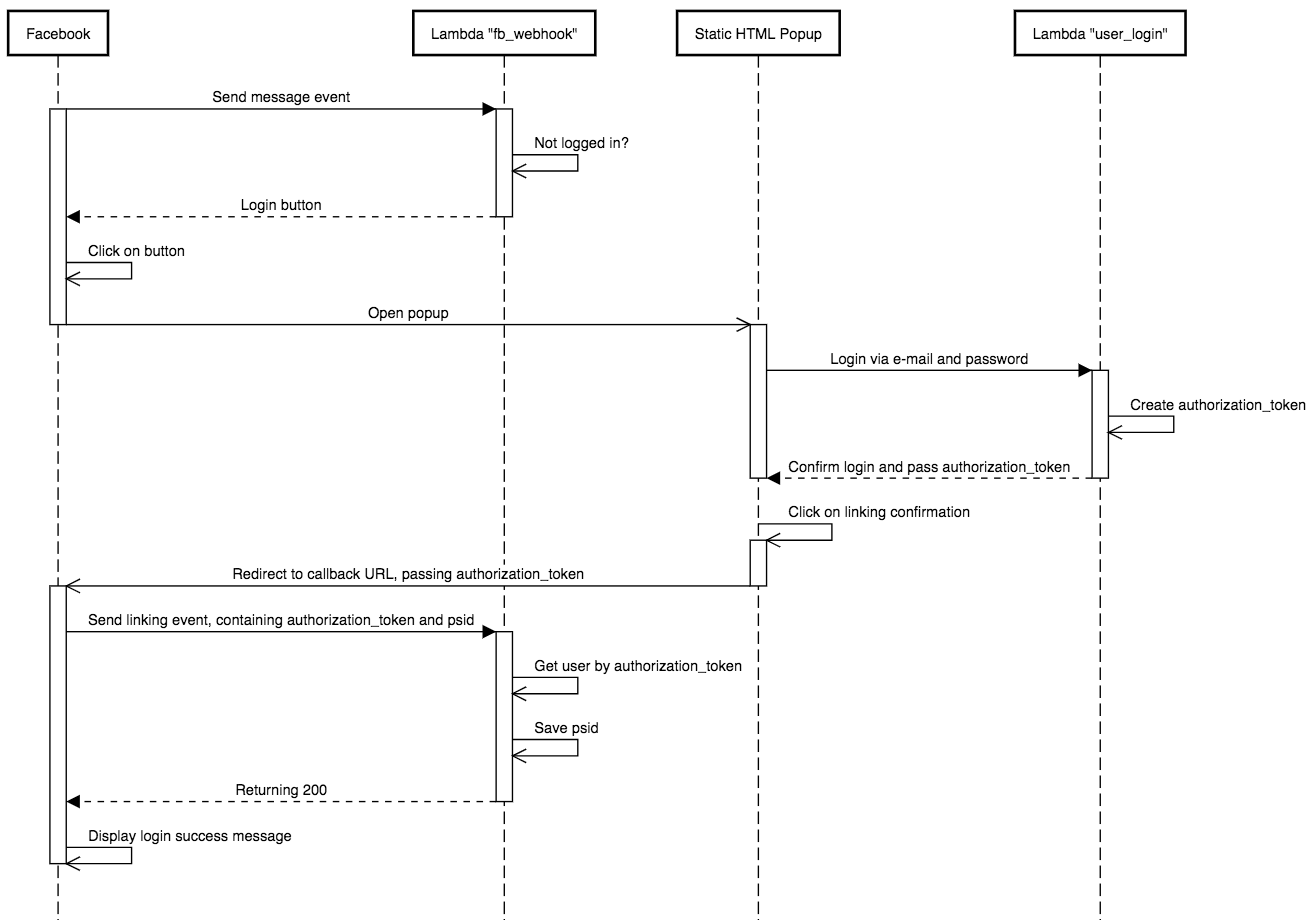 Facebook
Lambda "fb_webhook"
Static HTML Popup
Lambda "user_login"
Send message event
Not logged in?
Login button
Click on button
Open popup
Login via e-mail and password
Create authorization_token
Confirm login and pass authorization_token
Click on linking confirmation
Redirect to callback URL, passing authorization_token
Send linking event, containing authorization_token and psid
Get user by authorization_token
Save psid
Returning 200
Display login success message